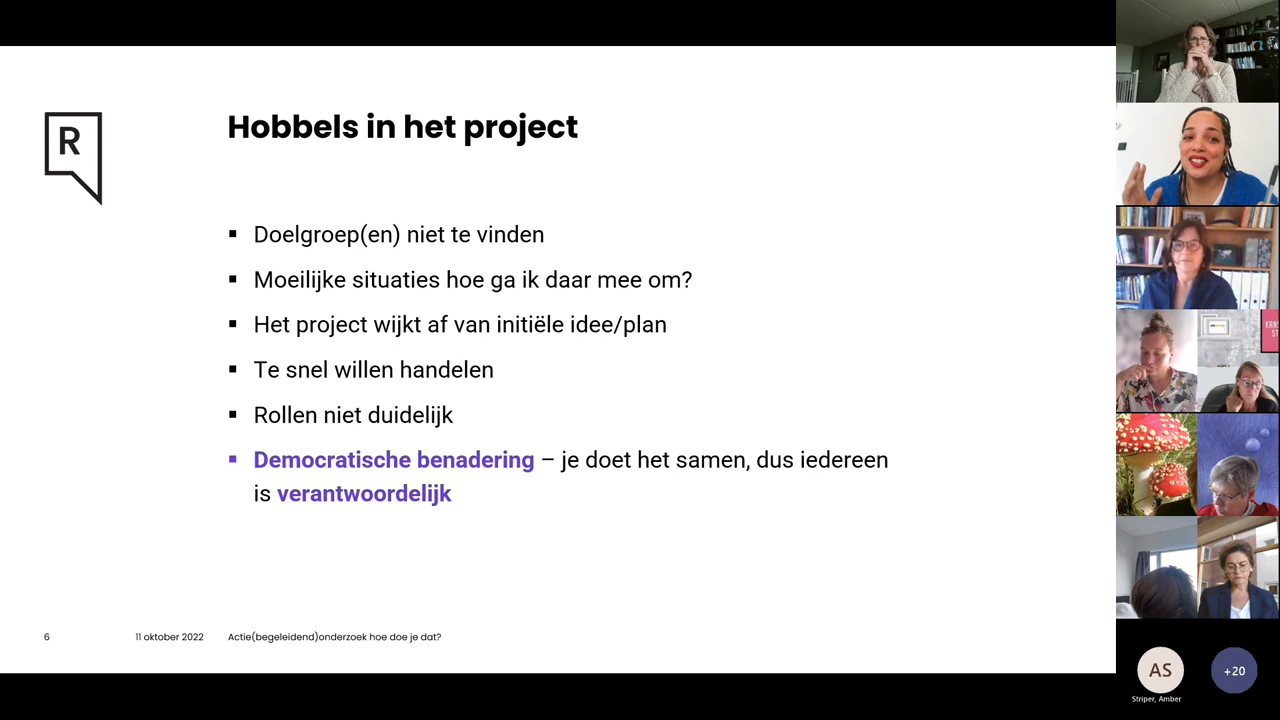 R
Hobbels in het project
▪ Doelgroep(en) niet te vinden
▪ Moeilijke situaties hoe ga ik daar mee om?
▪ Het project wijkt af van initiële idee/plan
▪ Te snel willen handelen
▪ Rollen niet duidelijk
▪ Democratische benadering – je doet het samen, dus iedereen
is verantwoordelijk
6
11 oktober 2022
Actie(begeleidend)onderzoek hoe doe je dat?
AS
Striper, Amber
+20